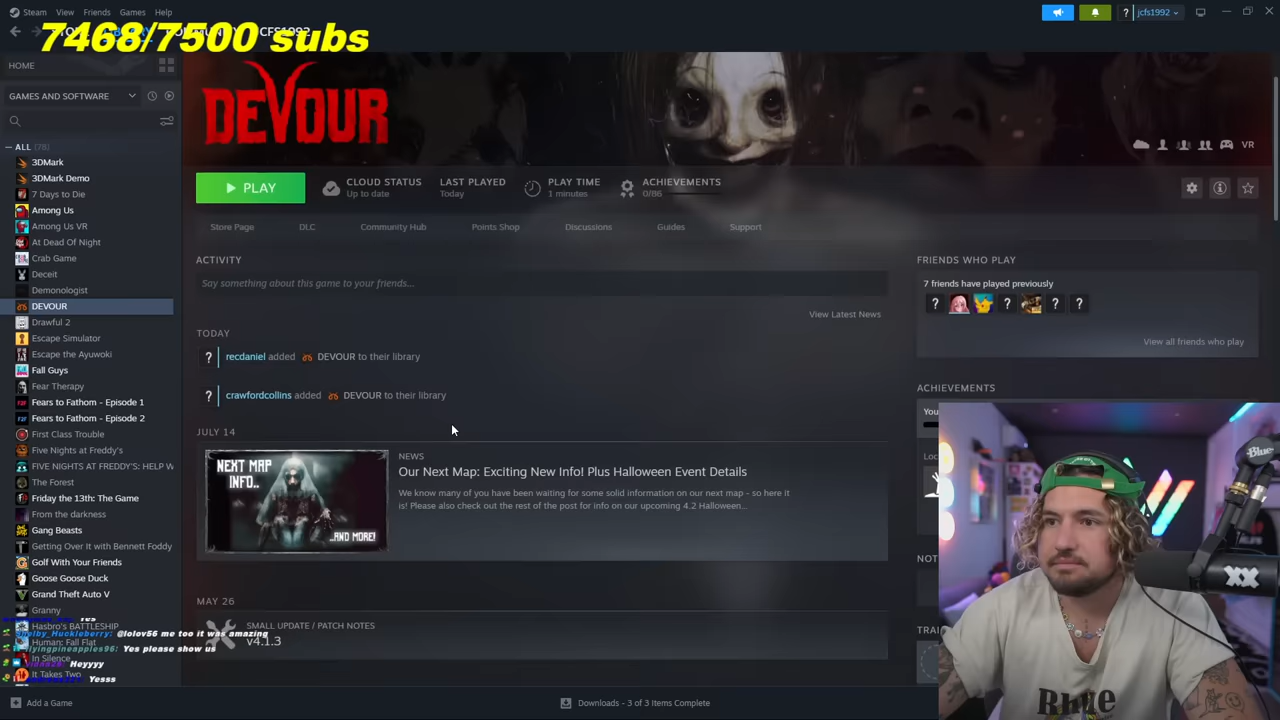 Steam View Friends Games Help
jcfs1992
7468/7500 subs
HOME
GAMES AND SOFTWARE
ALL (78)
3DMark
3DMark Demo
7 Days to Die
Among Us
Among Us VR
At Dead Of Night
Crab Game
Deceit
Demonologist
DEVOUR
Drawful 2
Escape Simulator
Escape the Ayuwoki
Fall Guys
Fear Therapy
Fears to Fathom - Episode 1
Fears to Fathom - Episode 2
First Class Trouble
Five Nights at Freddy's
FIVE NIGHTS AT FREDDY'S: HELP W
The Forest
Friday the 13th: The Game
From the darkness
Gang Beasts
Getting Over It with Bennett Foddy
Golf With Your Friends
Goose Goose Duck
Grand Theft Auto V
Granny
Hasbro's BATTLESHIP
Human: Fall Flat
In Silence
It Takes Two
Shelby_Huckleberry: @lolov56 me too it was amazing
flyingpineapples96: Yes please show us
Heyyyy
Yesss
DEVOUR
VR
PLAY
CLOUD STATUS
Up to date
LAST PLAYED
Today
PLAY TIME
1 minutes
ACHIEVEMENTS
0/86
Store Page DLC Community Hub Points Shop Discussions Guides Support
ACTIVITY
Say something about this game to your friends...
View Latest News
TODAY
recdaniel added DEVOUR to their library
crawfordcollins added DEVOUR to their library
JULY 14
NEXT MAP
INFO..
..AND MORE!
NEWS
Our Next Map: Exciting New Info! Plus Halloween Event Details
We know many of you have been waiting for some solid information on our next map - so here it
is! Please also check out the rest of the post for info on our upcoming 4.2 Halloween...
MAY 26
SMALL UPDATE / PATCH NOTES
v4.1.3
FRIENDS WHO PLAY
7 friends have played previously
View all friends who play
ACHIEVEMENTS
Add a Game
Downloads - 3 of 3 Items Complete
Blue
XX
Rhue